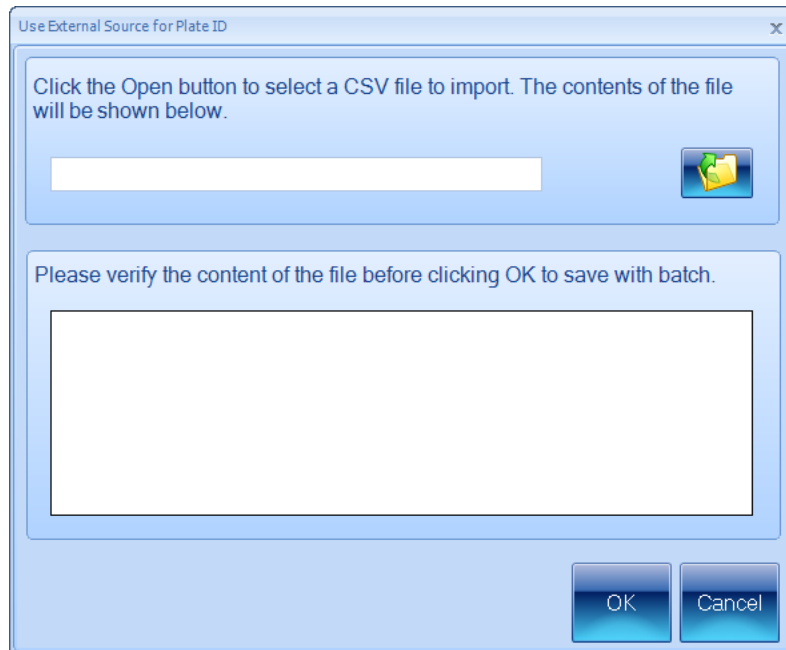 Use External Source for Plate ID
x
Click the Open button to select a CSV file to import. The contents of the file
will be shown below.
Please verify the content of the file before clicking OK to save with batch.
OK
Cancel